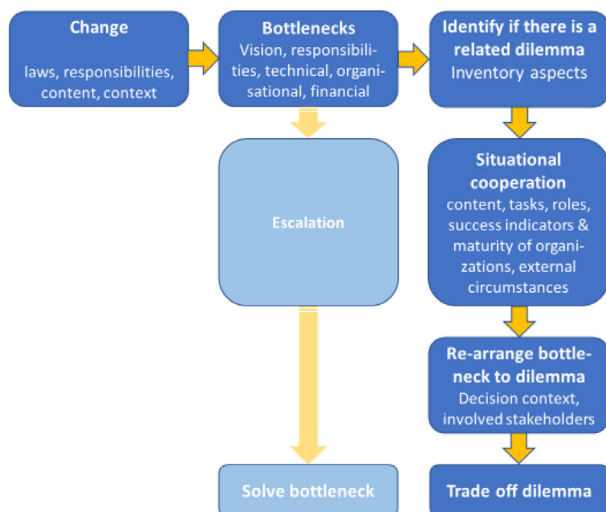 Change
laws, responsibilities,
content, context
Bottlenecks
Vision, responsibili-
ties, technical, organi-
sational, financial
Identify if there is a
related dilemma
Inventory aspects
Escalation
Situational
cooperation
content, tasks, roles,
success indicators &
maturity of organi-
zations, external
circumstances
Re-arrange bottle-
neck to dilemma
Decision context,
involved stakeholders
Solve bottleneck
Trade off dilemma